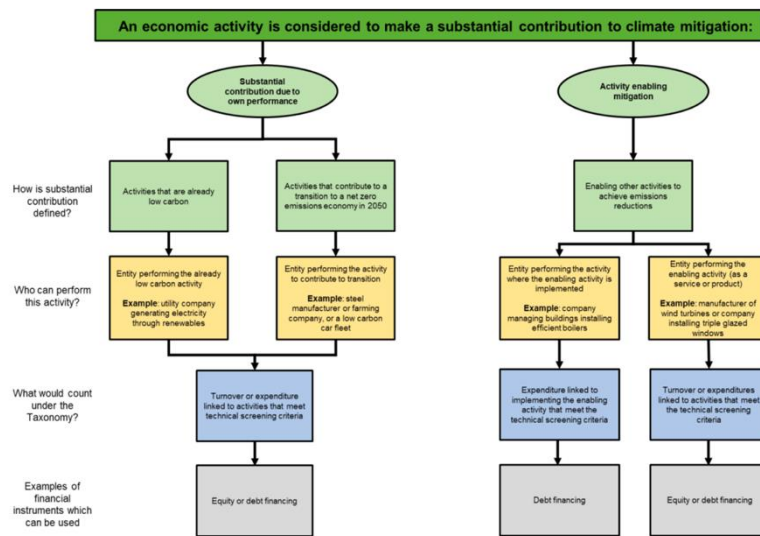 An economic activity is considered to make a substantial contribution to climate mitigation:
Substantial
contribution due to
own performance
Activity enabling
mitigation
How is substantial
contribution
defined?
Activities that are already
low carbon
Activities that contribute to a
transition to a net zero
emissions economy in 2050
Enabling other activities to
achieve emissions
reductions
Who can perform
this activity?
Entity performing the already
low carbon activity
Example: utility company
generating electricity
through renewables
Entity performing the activity
to contribute to transition
Example: steel
manufacturer or farming
company, or a low carbon
car fleet
Entity performing the activity
where the enabling activity is
implemented
Example: company
managing buildings installing
efficient boilers
Entity performing the
enabling activity (as a
service or product)
Example: manufacturer of
wind turbines or company
installing triple glazed
windows
What would count
under the
Taxonomy?
Turnover or expenditure
linked to activities that meet
technical screening criteria
Expenditure linked to
implementing the enabling
activity that meet the
technical screening criteria
Turnover or expenditures
linked to activities that meet
the technical screening
criteria
Examples of
financial
instruments which
can be used
Equity or debt financing
Debt financing
Equity or debt financing